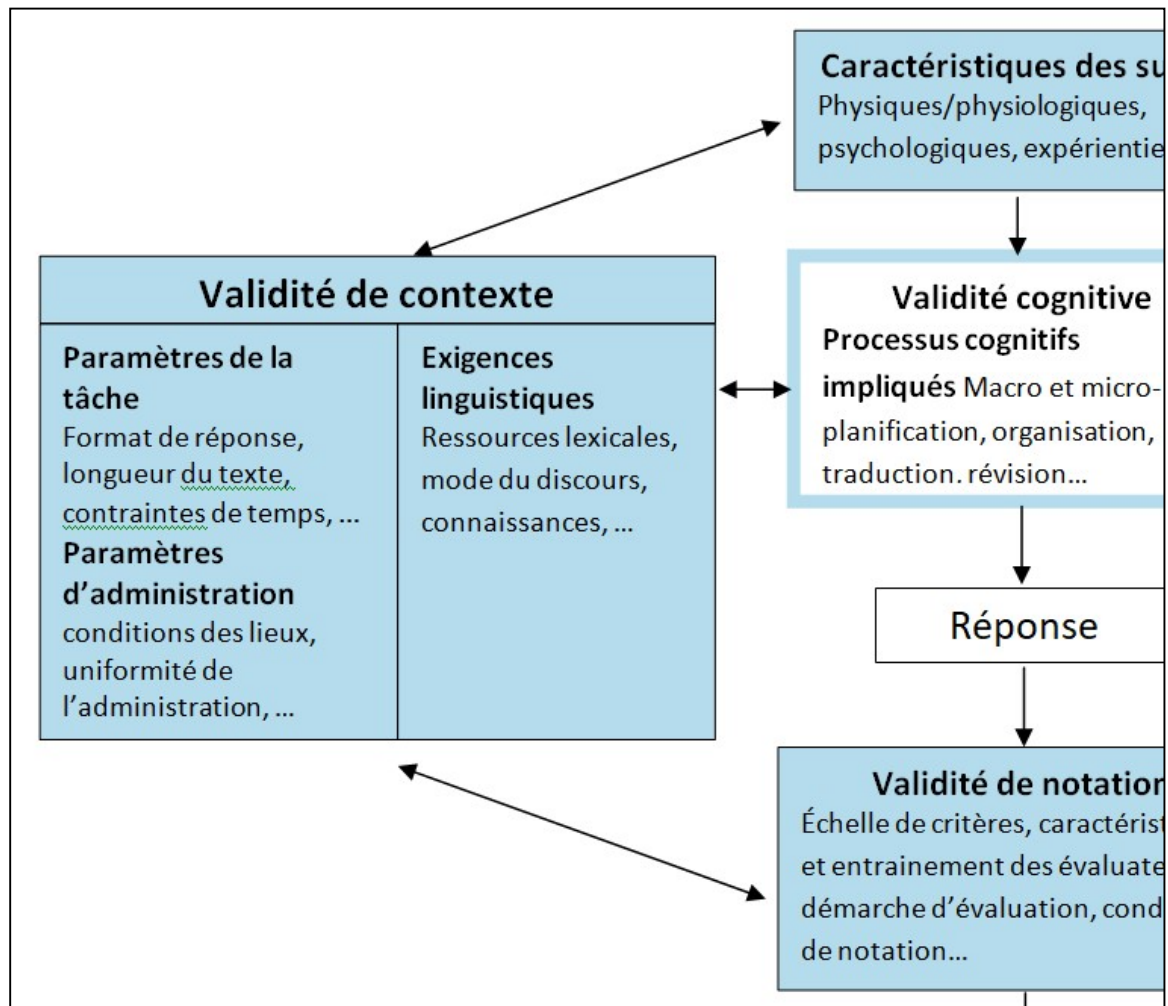 Caractéristiques des su
Physiques/physiologiques,
psychologiques, expérientie
Validité de contexte
Paramètres de la
tâche
Format de réponse,
longueur du texte,
contraintes de temps, ...
Paramètres
d'administration
conditions des lieux,
uniformité de
l'administration, ...
Exigences
linguistiques
Ressources lexicales,
mode du discours,
connaissances, ...
Validité cognitive
Processus cognitifs
impliqués Macro et micro-
planification, organisation,
traduction. révision...
Réponse
Validité de notation
Échelle de critères, caractérist
et entrainement des évaluate
démarche d'évaluation, cond
de notation...